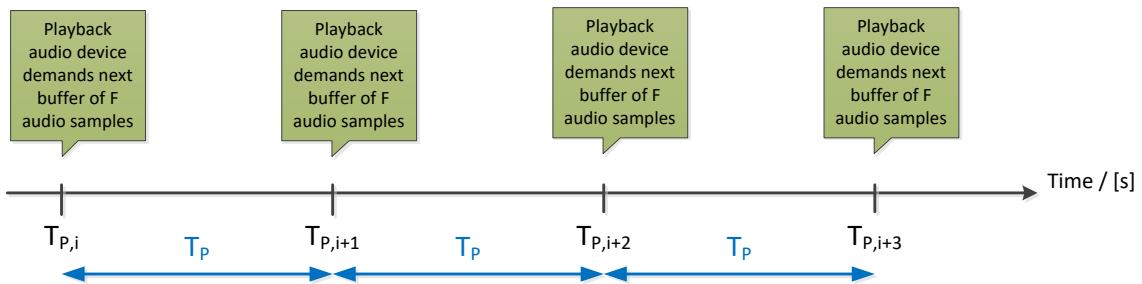 Playback
audio device
demands next
buffer of F
audio samples
Playback
audio device
demands next
buffer of F
audio samples
Playback
audio device
demands next
buffer of F
audio samples
Playback
audio device
demands next
buffer of F
audio samples
Time / [s]
TP,i
TP,i+1
TP,i+2
TP,i+3
TP
TP
TP